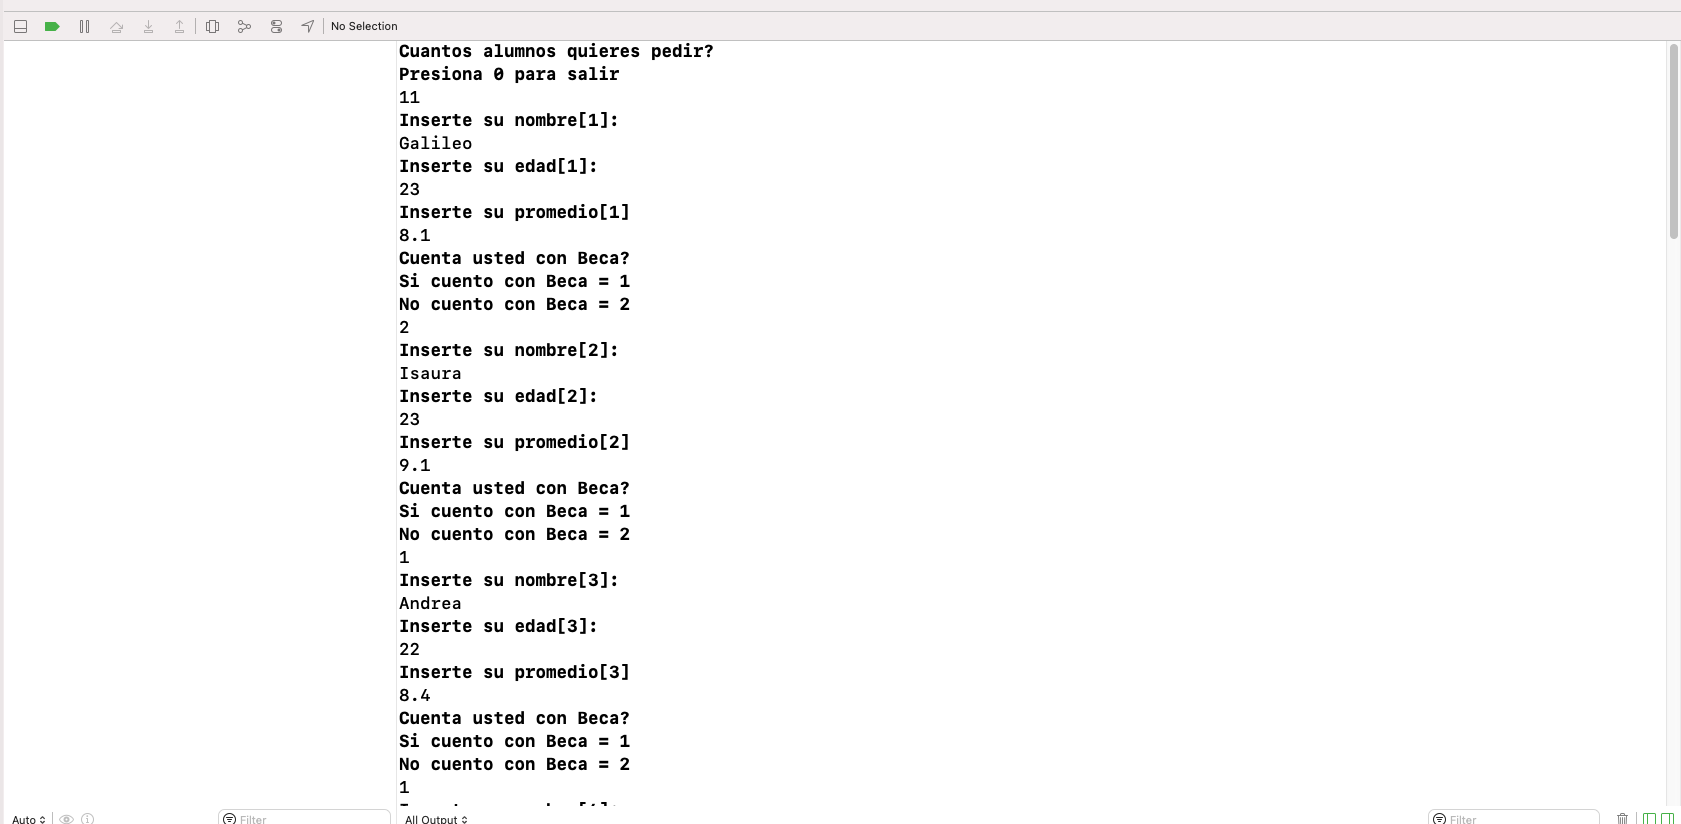 No Selection
Cuantos alumnos quieres pedir?
Presiona 0 para salir
11
Inserte su nombre[1]:
Galileo
Inserte su edad[1]:
23
Inserte su promedio[1]
8.1
Cuenta usted con Beca?
Si cuento con Beca = 1
No cuento con Beca = 2
2
Inserte su nombre[2]:
Isaura
Inserte su edad[2]:
23
Inserte su promedio[2]
9.1
Cuenta usted con Beca?
Si cuento con Beca = 1
No cuento con Beca = 2
1
Inserte su nombre[3]:
Andrea
Inserte su edad[3]:
22
Inserte su promedio[3]
8.4
Cuenta usted con Beca?
Si cuento con Beca = 1
No cuento con Beca = 2
1
Auto Filter All Output Filter